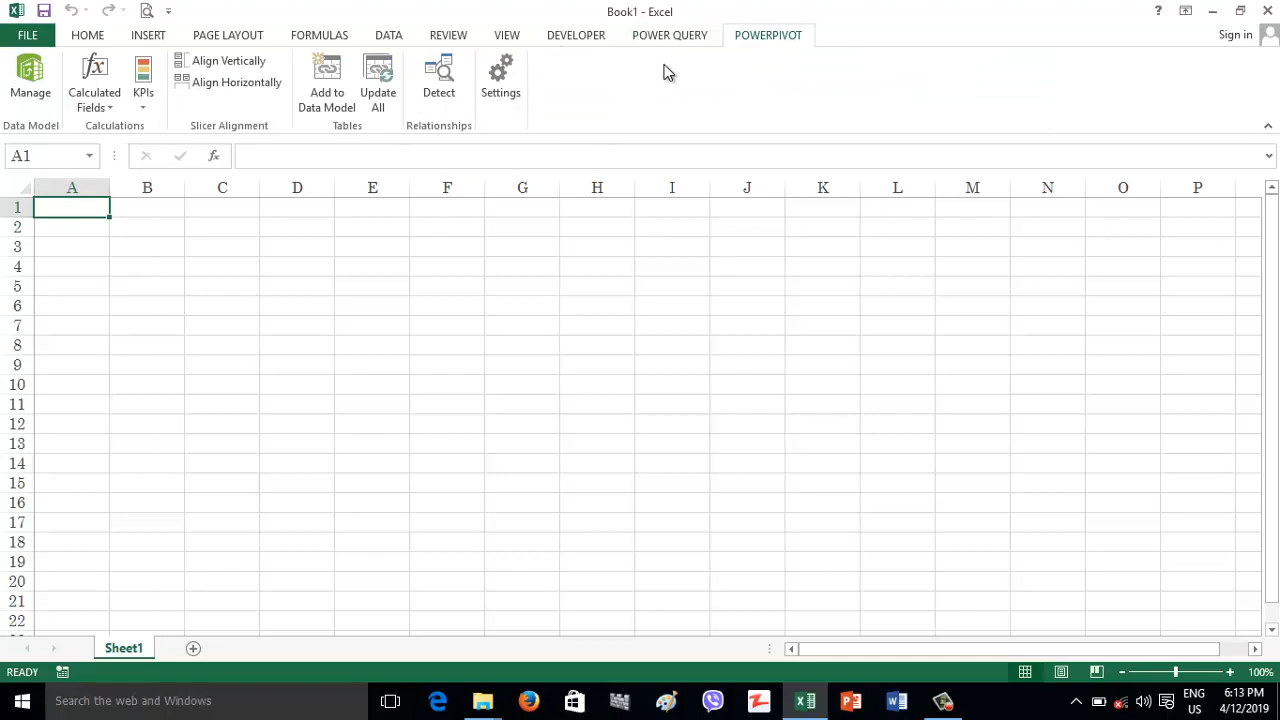 Book1 - Excel
?
FILE HOME INSERT PAGE LAYOUT FORMULAS DATA REVIEW VIEW DEVELOPER POWER QUERY POWERPIVOT Sign in
Manage
Calculated Fields
KPIs
Align Vertically
Align Horizontally
Add to Data Model
Update All
Detect
Settings
Data Model Calculations Slicer Alignment Tables Relationships
A1 fx
A B C D E F G H I J K L M N O P
1
2
3
4
5
6
7
8
9
10
11
12
13
14
15
16
17
18
19
20
21
22
Sheet1
READY 100%
Search the web and Windows
ENG 6:13 PM
US 4/12/2019